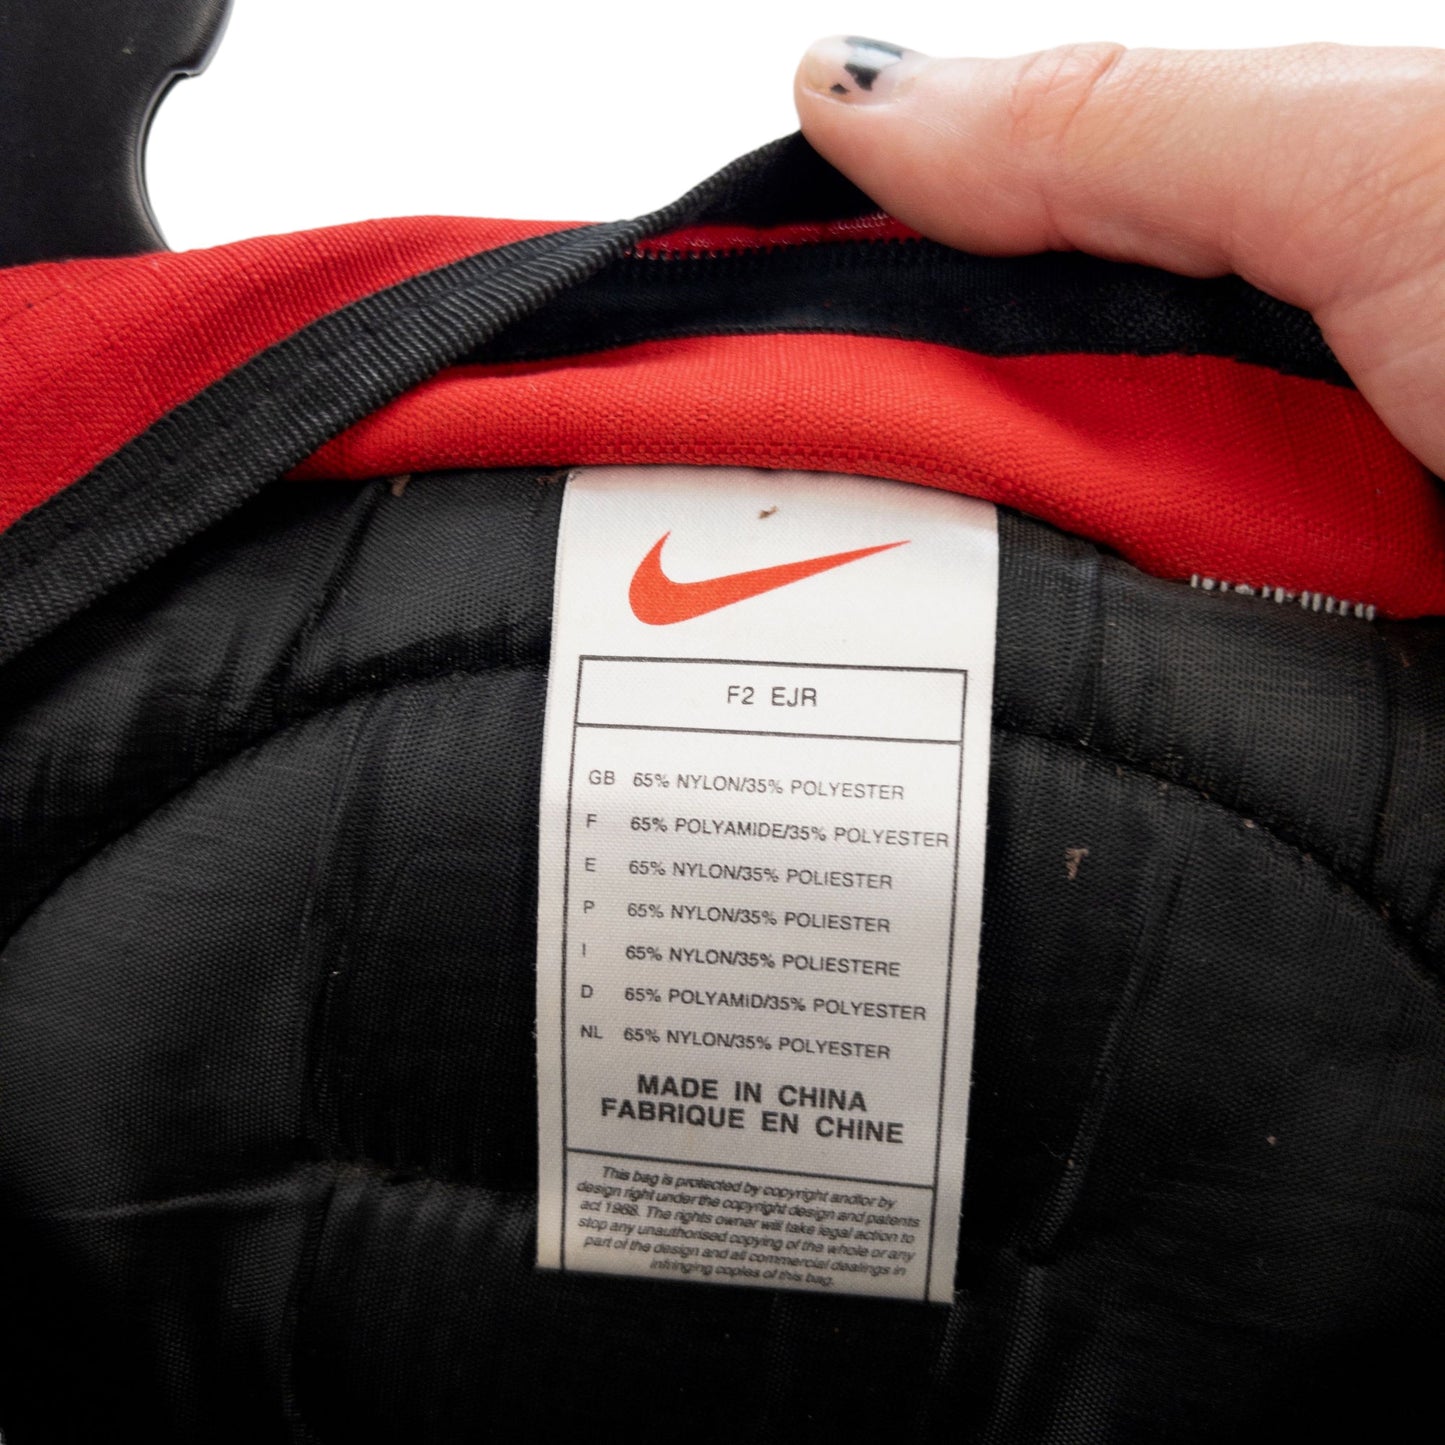 F2 EJR
GB 65% NYLON/35% POLYESTER
F 65% POLYAMIDE/35% POLYESTER
E 65% NYLON/35% POLIESTER
P 65% NYLON/35% POLIESTER
I 65% NYLON/35% POLIESTERE
D 65% POLYAMID/35% POLYESTER
NL 65% NYLON/35% POLYESTER
MADE IN CHINA
FABRIQUE EN CHINE
This bag is protected by copyright and/or by
design right under the copyright design and patents
act 1988. The rights owner will take legal action to
stop any unauthorised copying of the whole or any
part of the design and all commercial dealings in
infringing copies of this bag.